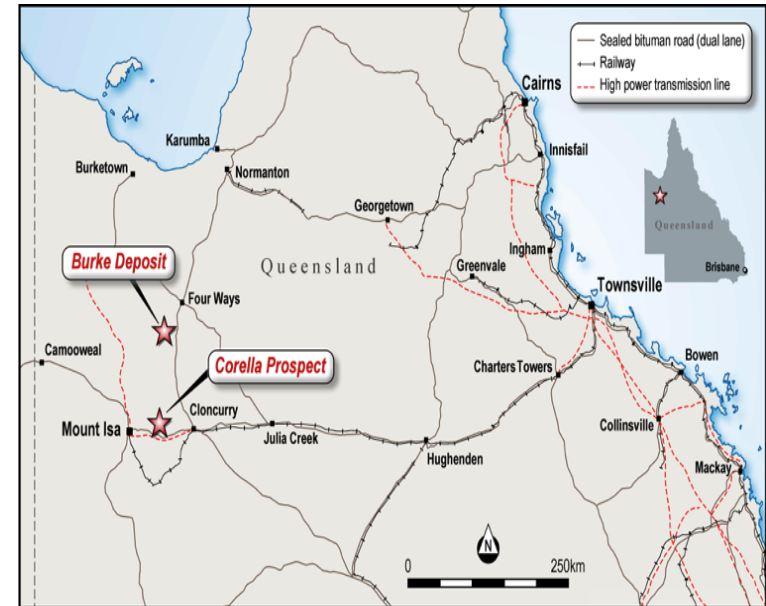 Sealed bituman road (dual lane)
Railway
High power transmission line
Cairns
Karumba
Innisfail
Burketown
Normanton
Georgetown
Queensland
Ingham
Burke Deposit
Queensland
Greenvale
Brisbane
Townsville
Four Ways
Camooweal
Bowen
Corella Prospect
Charters Towers
Cloncurry
Mount Isa
Julia Creek
Collinsville
Hughenden
Mackay
N
0
250km